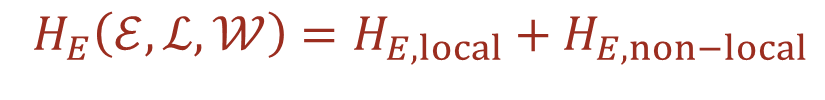 H_E(ℰ, ℒ, 𝒲) = H_{E,local} + H_{E,non−local}